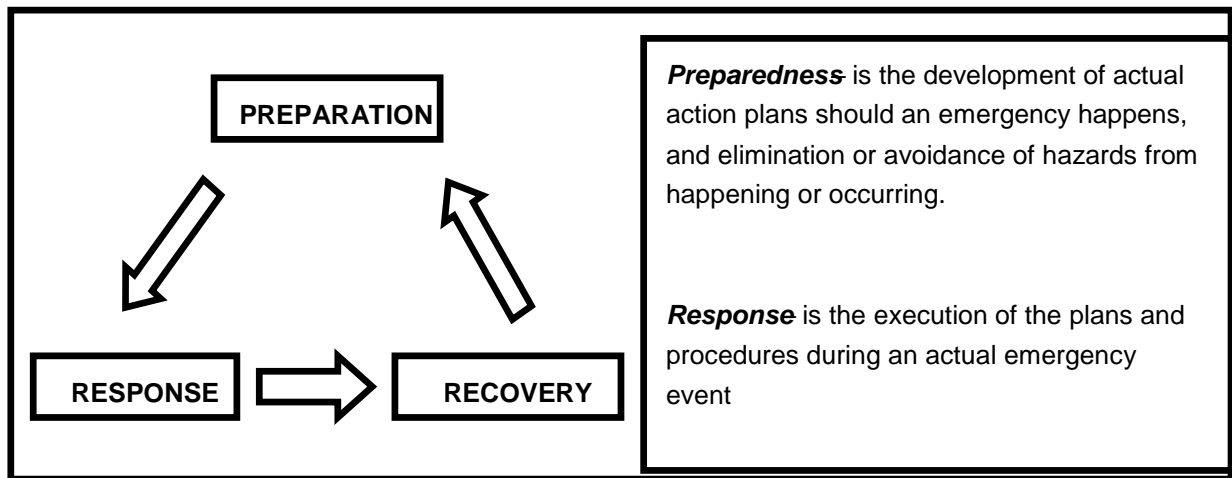 PREPARATION
RESPONSE
RECOVERY
Preparedness- is the development of actual
action plans should an emergency happens,
and elimination or avoidance of hazards from
happening or occurring.
Response- is the execution of the plans and
procedures during an actual emergency
event